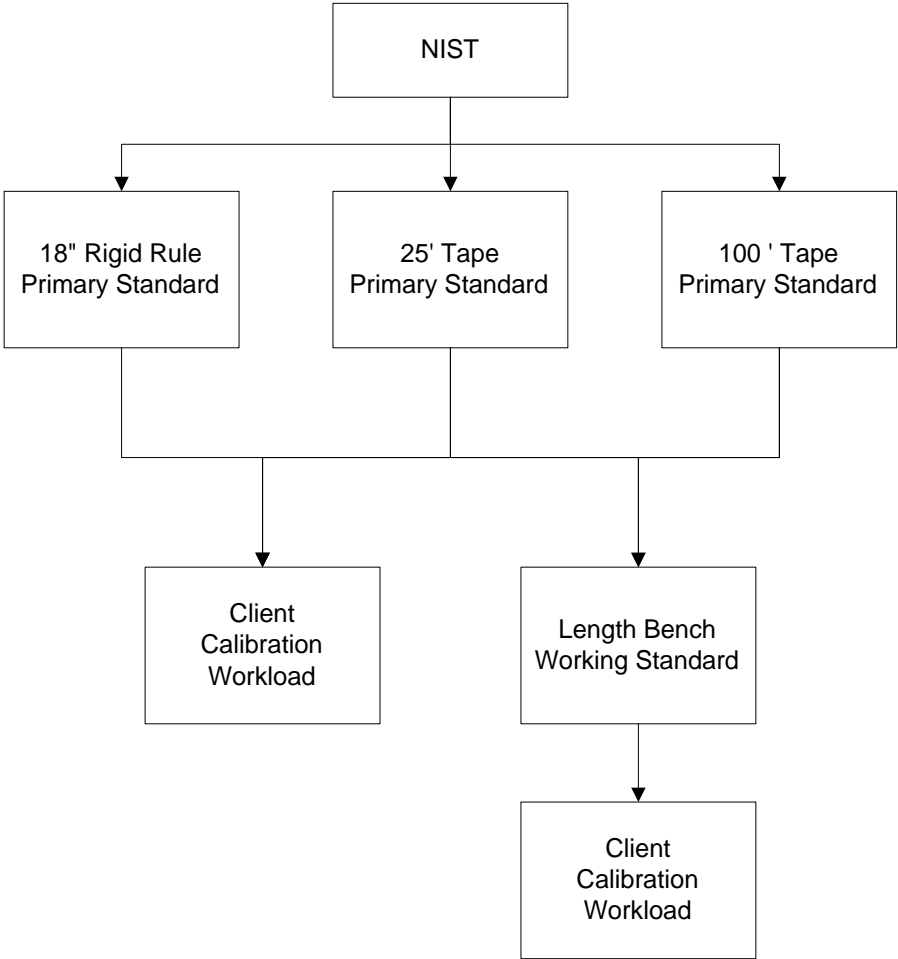 NIST
18" Rigid Rule
Primary Standard
25' Tape
Primary Standard
100 ' Tape
Primary Standard
Client
Calibration
Workload
Length Bench
Working Standard
Client
Calibration
Workload